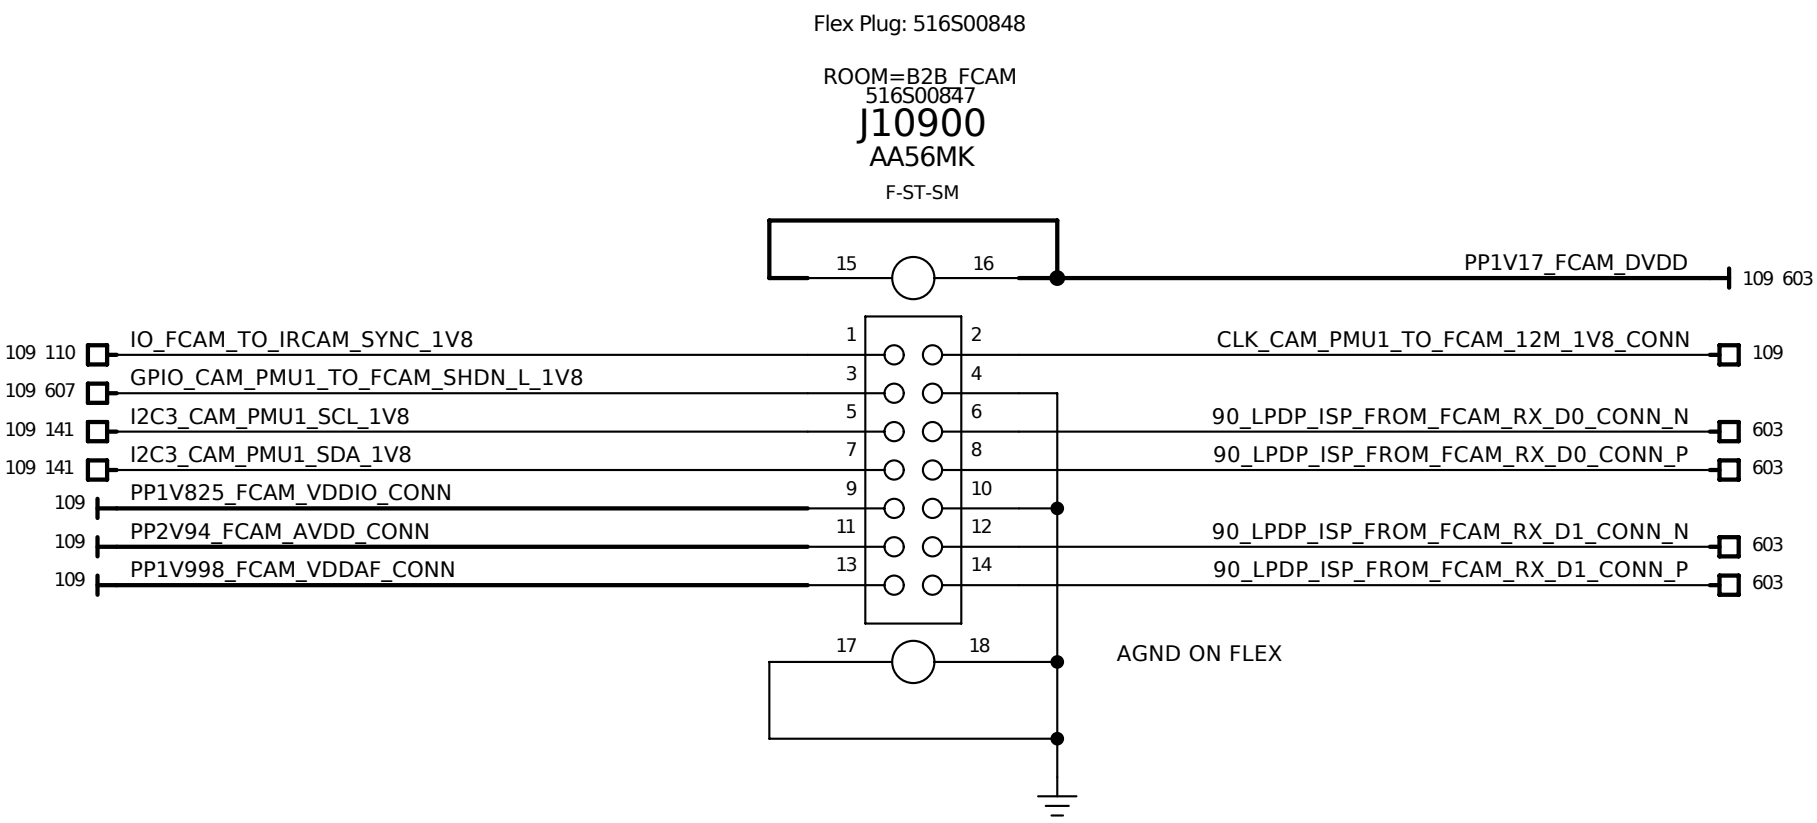 Flex Plug: 516S00848
ROOM=B2B_FCAM
516S00847
J10900
AA56MK
F-ST-SM
15 16 PP1V17_FCAM_DVDD 109 603
109 110 IO_FCAM_TO_IRCAM_SYNC_1V8 1 2 CLK_CAM_PMU1_TO_FCAM_12M_1V8_CONN 109
109 607 GPIO_CAM_PMU1_TO_FCAM_SHDN_L_1V8 3 4
109 141 I2C3_CAM_PMU1_SCL_1V8 5 6 90_LPDP_ISP_FROM_FCAM_RX_D0_CONN_N 603
109 141 I2C3_CAM_PMU1_SDA_1V8 7 8 90_LPDP_ISP_FROM_FCAM_RX_D0_CONN_P 603
109 PP1V825_FCAM_VDDIO_CONN 9 10
109 PP2V94_FCAM_AVDD_CONN 11 12 90_LPDP_ISP_FROM_FCAM_RX_D1_CONN_N 603
109 PP1V998_FCAM_VDDAF_CONN 13 14 90_LPDP_ISP_FROM_FCAM_RX_D1_CONN_P 603
17 18 AGND ON FLEX